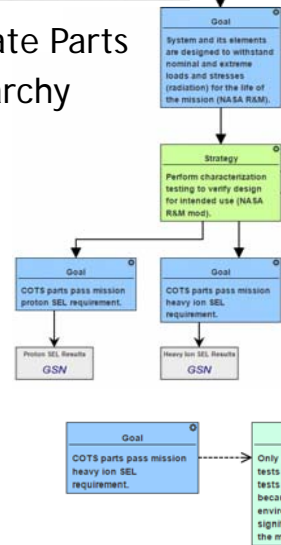 ate Parts
archy
Goal
System and its elements
are designed to withstand
nominal and extreme
loads and stresses
(radiation) for the life of
the mission (NASA R&M).
Strategy
Perform characterization
testing to verify design
for intended use (NASA
R&M mod).
Goal
COTS parts pass mission
proton SEL requirement.
Goal
COTS parts pass mission
heavy ion SEL
requirement.
Proton SEL Results
GSN
Heavy Ion SEL Results
GSN
Goal
COTS parts pass mission
heavy ion SEL
requirement.
Only
tests
tests
becau
enviro
signif
the m